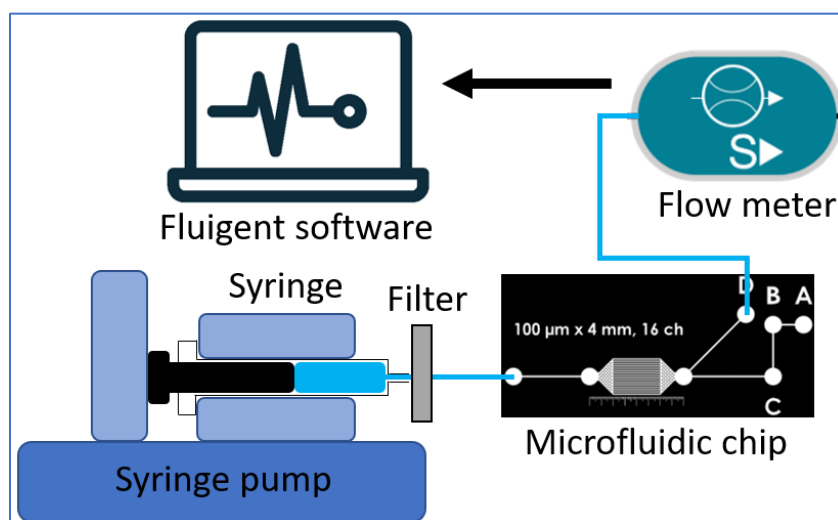 Fluigent software
S
Flow meter
Syringe
Filter
D
B
A
100 µm x 4 mm, 16 ch
C
Microfluidic chip
Syringe pump